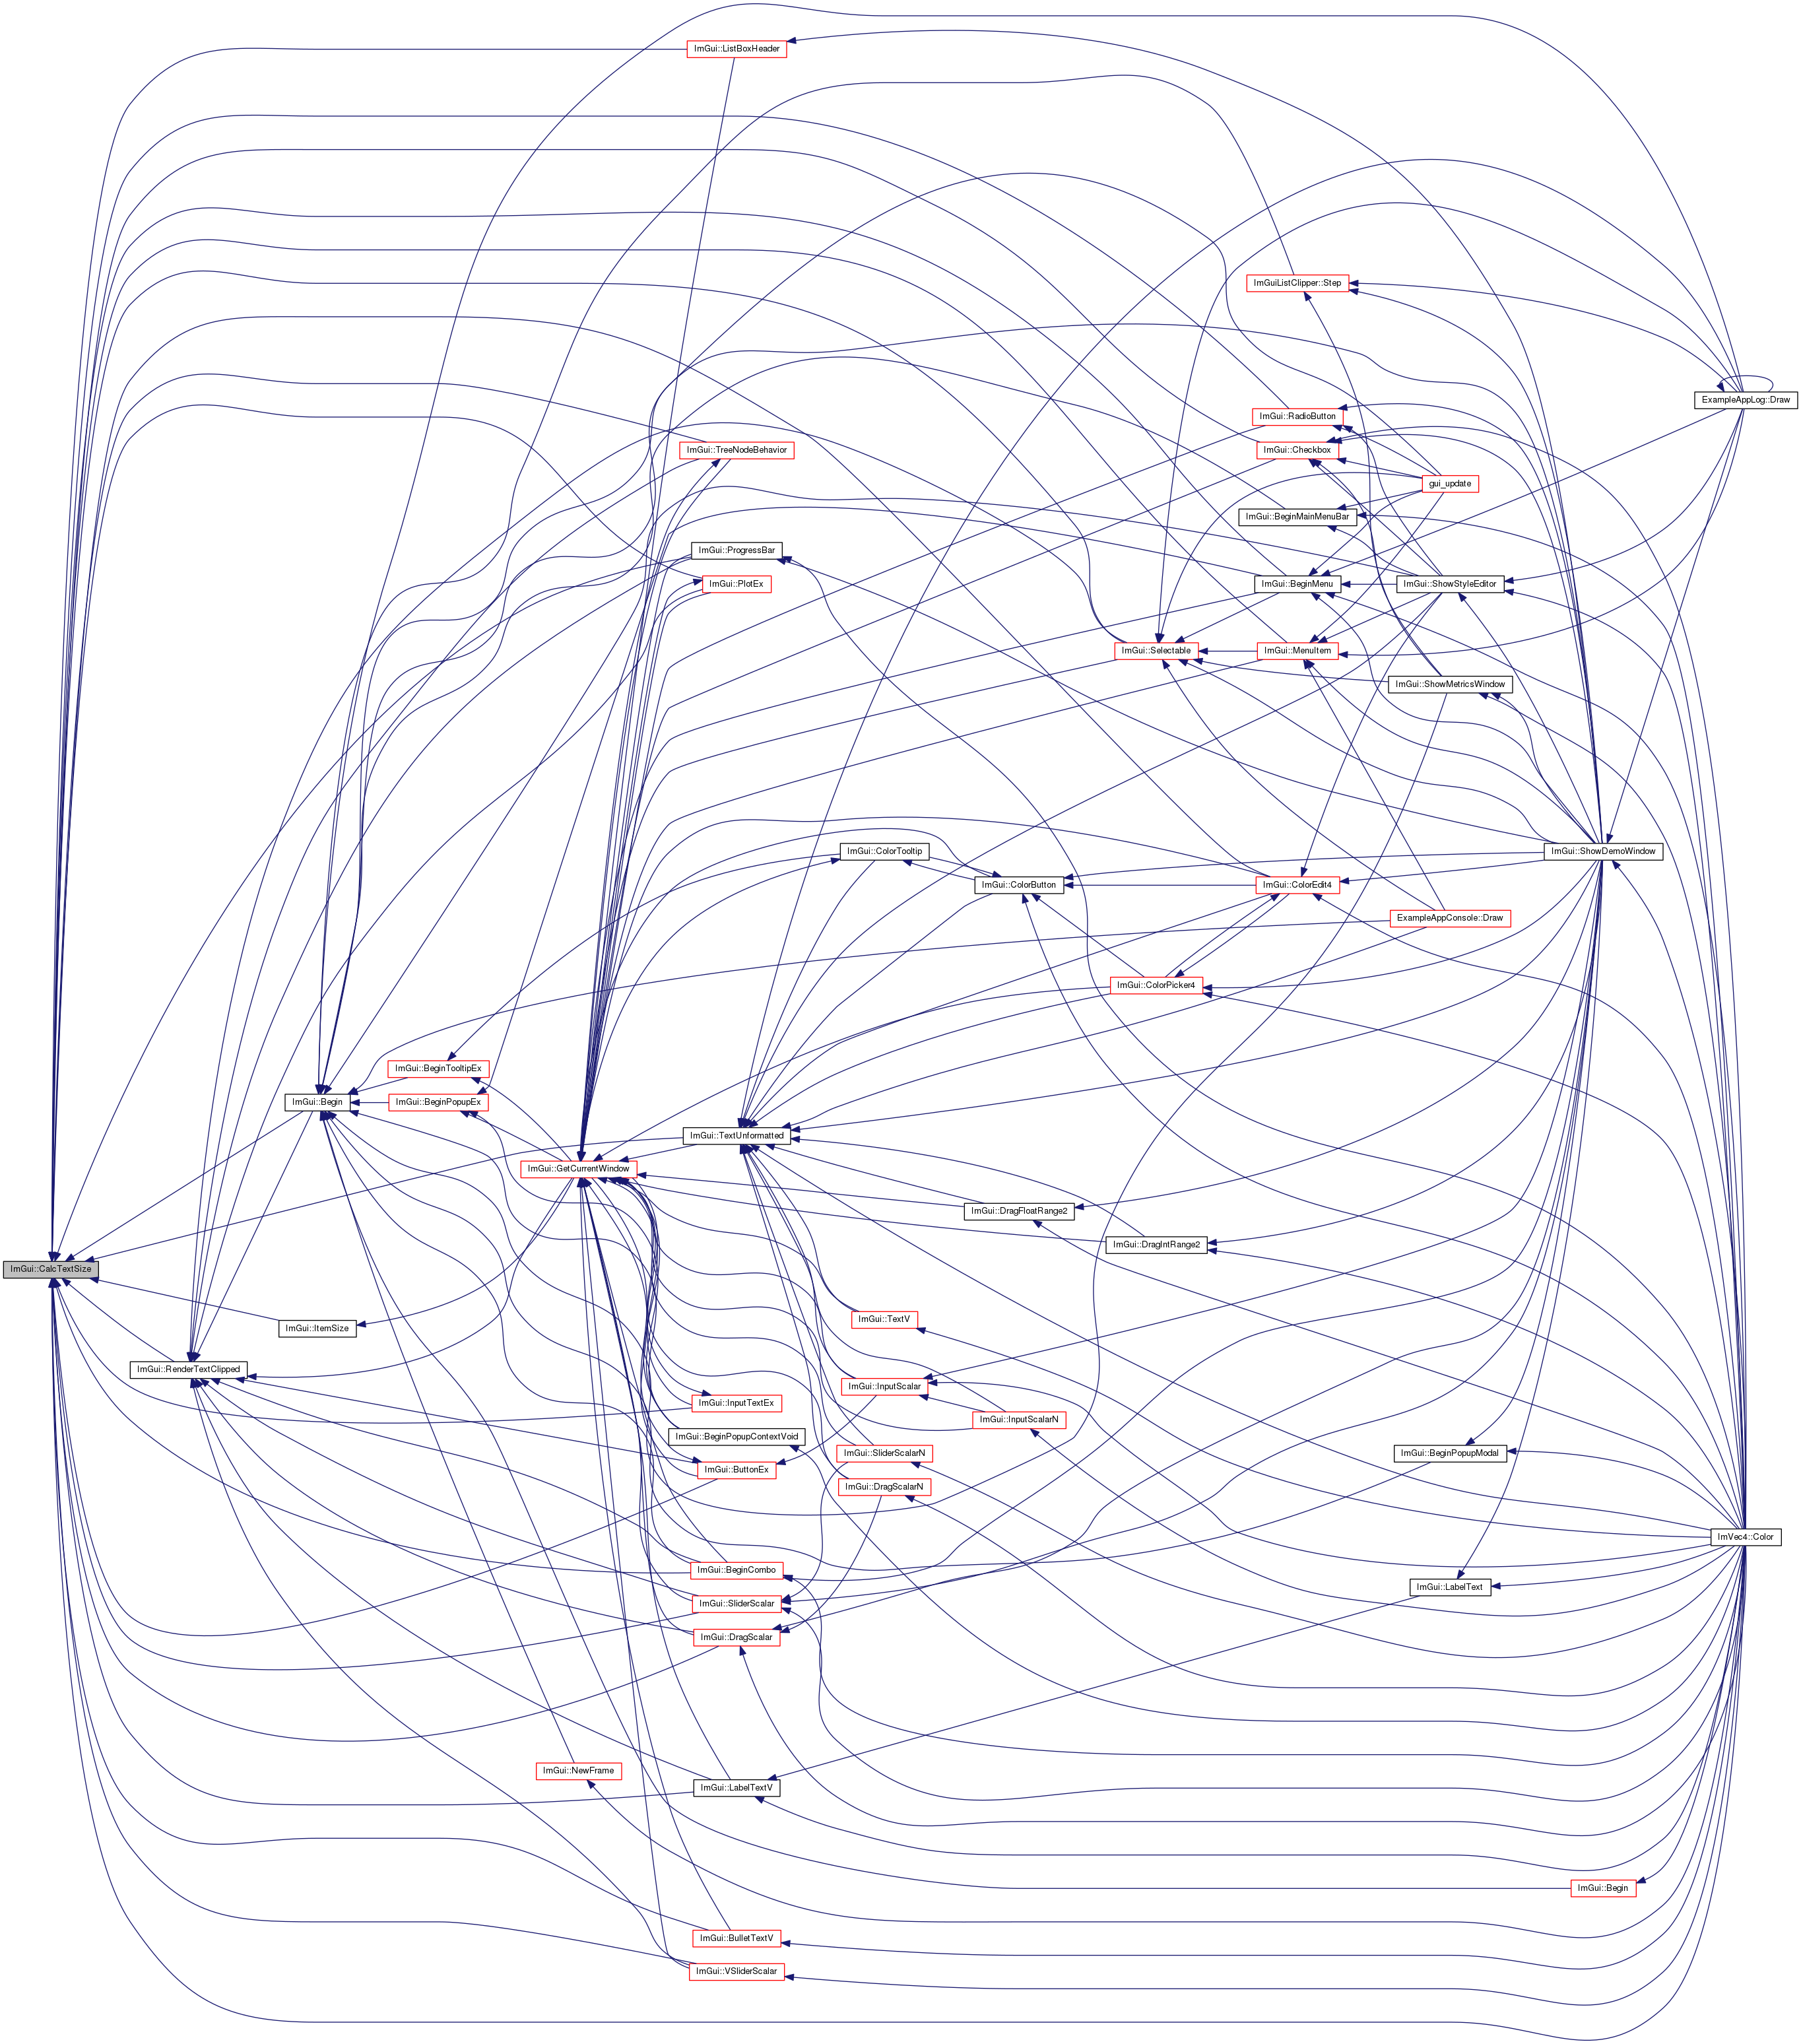 ImGui::ListBoxHeader
ImGuiListClipper::Step
ExampleAppLog::Draw
ImGui::RadioButton
ImGui::TreeNodeBehavior
ImGui::Checkbox
gui_update
ImGui::BeginMainMenuBar
ImGui::ProgressBar
ImGui::PlotEx
ImGui::BeginMenu
ImGui::ShowStyleEditor
ImGui::Selectable
ImGui::MenuItem
ImGui::ShowMetricsWindow
ImGui::ColorTooltip
ImGui::ShowDemoWindow
ImGui::ColorButton
ImGui::ColorEdit4
ExampleAppConsole::Draw
ImGui::ColorPicker4
ImGui::BeginTooltipEx
ImGui::Begin
ImGui::BeginPopupEx
ImGui::TextUnformatted
ImGui::GetCurrentWindow
ImGui::DragFloatRange2
ImGui::DragIntRange2
ImGui::CalcTextSize
ImGui::TextV
ImGui::ItemSize
ImGui::RenderTextClipped
ImGui::InputScalar
ImGui::InputTextEx
ImGui::InputScalarN
ImGui::BeginPopupContextVoid
ImGui::SliderScalarN
ImGui::BeginPopupModal
ImGui::ButtonEx
ImGui::DragScalarN
ImVec4::Color
ImGui::BeginCombo
ImGui::LabelText
ImGui::SliderScalar
ImGui::DragScalar
ImGui::NewFrame
ImGui::LabelTextV
ImGui::Begin
ImGui::BulletTextV
ImGui::VSliderScalar